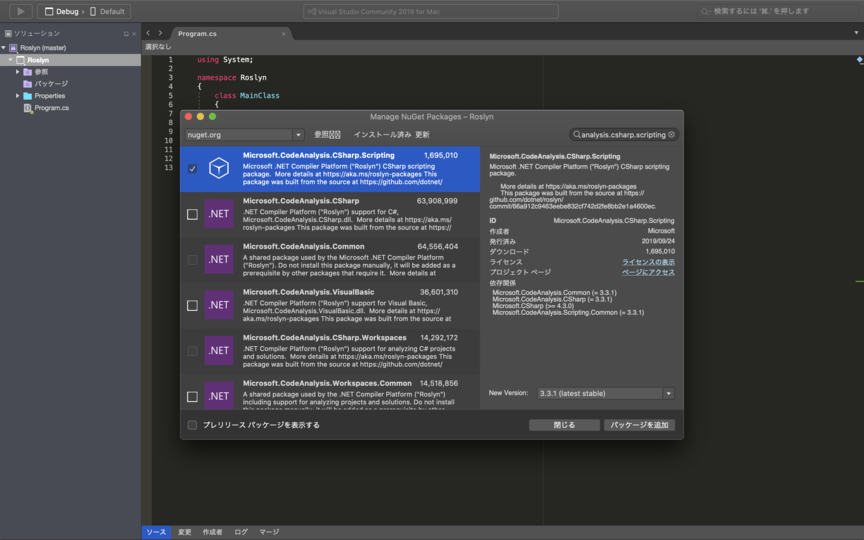 Debug › Default
Visual Studio Community 2019 for Mac
検索するには '⌘.' を押します
ソリューション
Program.cs
選択なし
Roslyn (master)
Roslyn
参照
パッケージ
Properties
Program.cs
1 using System;
2
3 namespace Roslyn
4 {
5 class MainClass
6 {
7
8
9
10
11
12
13
Manage NuGet Packages – Roslyn
nuget.org
参照
インストール済み
更新
analysis.csharp.scripting
Microsoft.CodeAnalysis.CSharp.Scripting 1,695,010
Microsoft .NET Compiler Platform ("Roslyn") CSharp scripting
package. More details at https://aka.ms/roslyn-packages This
package was built from the source at https://github.com/dotnet/
.NET
Microsoft.CodeAnalysis.CSharp 63,908,999
.NET Compiler Platform ("Roslyn") support for C#,
Microsoft.CodeAnalysis.CSharp.dll. More details at https://aka.ms/
roslyn-packages This package was built from the source at https://
.NET
Microsoft.CodeAnalysis.Common 64,556,404
A shared package used by the Microsoft .NET Compiler Platform
("Roslyn"). Do not install this package manually, it will be added as a
prerequisite by other packages that require it. More details at
.NET
Microsoft.CodeAnalysis.VisualBasic 36,601,310
.NET Compiler Platform ("Roslyn") support for Visual Basic,
Microsoft.CodeAnalysis.VisualBasic.dll. More details at https://
aka.ms/roslyn-packages This package was built from the source at
.NET
Microsoft.CodeAnalysis.CSharp.Workspaces 14,292,172
.NET Compiler Platform ("Roslyn") support for analyzing C# projects
and solutions. More details at https://aka.ms/roslyn-packages This
package was built from the source at https://github.com/dotnet/
.NET
Microsoft.CodeAnalysis.Workspaces.Common 14,518,856
A shared package used by the .NET Compiler Platform ("Roslyn")
including support for analyzing projects and solutions. Do not install
Microsoft.CodeAnalysis.CSharp.Scripting
Microsoft .NET Compiler Platform ("Roslyn") CSharp scripting
package.
More details at https://aka.ms/roslyn-packages
This package was built from the source at https://
github.com/dotnet/roslyn/
commit/66a912c9463eebe832cf742d2fe8bb2e1a4600ec.
ID Microsoft.CodeAnalysis.CSharp.Scripting
作成者 Microsoft
発行済み 2019/09/24
ダウンロード 1,695,010
ライセンス ライセンスの表示
プロジェクト ページ ページにアクセス
依存関係
Microsoft.CodeAnalysis.Common (= 3.3.1)
Microsoft.CodeAnalysis.CSharp (= 3.3.1)
Microsoft.CSharp (>= 4.3.0)
Microsoft.CodeAnalysis.Scripting.Common (= 3.3.1)
New Version: 3.3.1 (latest stable)
プレリリース パッケージを表示する
閉じる
パッケージを追加
ソース 変更 作成者 ログ マージ